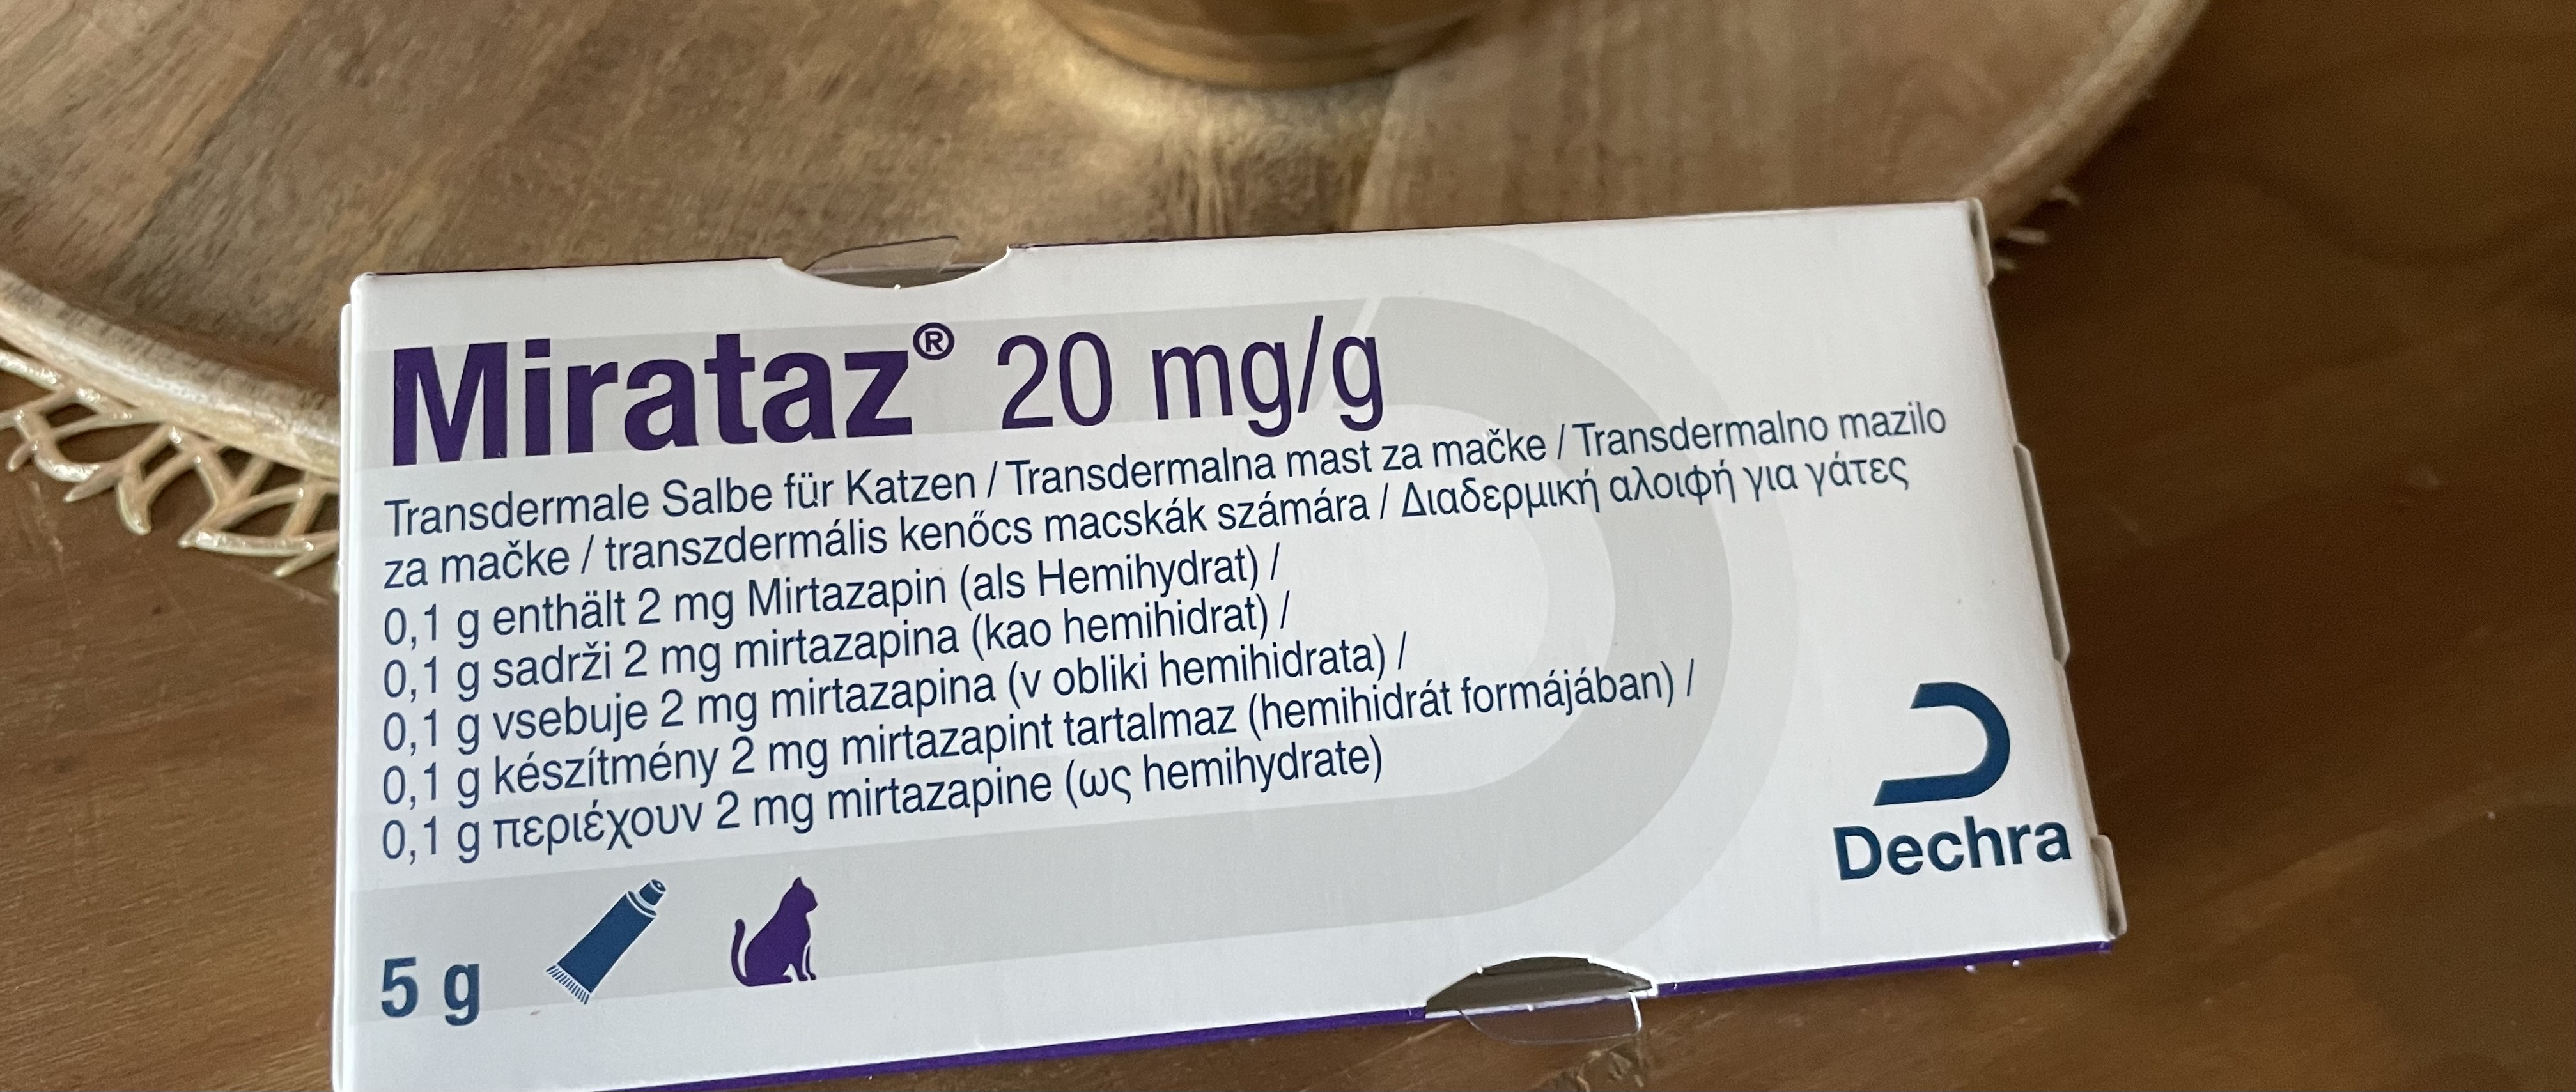 Mirataz® 20 mg/g
Transdermale Salbe für Katzen / Transdermalna mast za mačke / Transdermalno mazilo
za mačke / transzdermális kenőcs macskák számára / Διαδερμική αλοιφή για γάτες
0,1 g enthält 2 mg Mirtazapin (als Hemihydrat) /
0,1 g sadrži 2 mg mirtazapina (kao hemihidrat) /
0,1 g vsebuje 2 mg mirtazapina (v obliki hemihidrata) /
0,1 g készítmény 2 mg mirtazapint tartalmaz (hemihidrát formájában) /
0,1 g περιέχουν 2 mg mirtazapine (ως hemihydrate)
5 g
Dechra